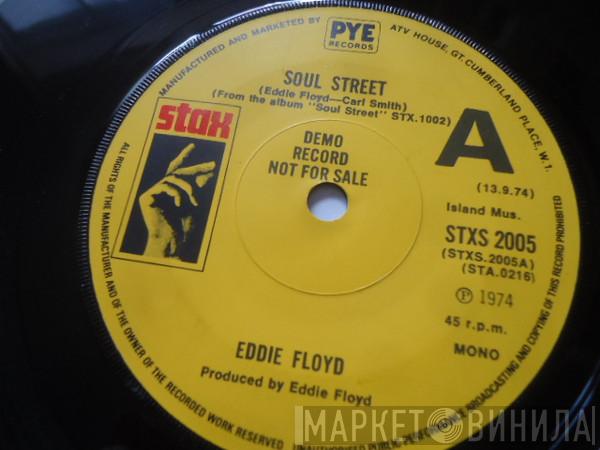 MANUFACTURED AND MARKETED BY PYE RECORDS ATV HOUSE, GT. CUMBERLAND PLACE, W.1.
SOUL STREET
(Eddie Floyd—Carl Smith)
(From the album "Soul Street" STX.1002)
stax
DEMO
RECORD
NOT FOR SALE
A
(13.9.74)
Island Mus.
STXS 2005
(STXS.2005A)
(STA.0216)
Ⓟ 1974
45 r.p.m.
MONO
EDDIE FLOYD
Produced by Eddie Floyd
ALL RIGHTS OF THE MANUFACTURER AND OF THE OWNER OF THE RECORDED WORK RESERVED
UNAUTHORISED PUBLIC PERFORMANCE BROADCASTING AND COPYING OF THIS RECORD PROHIBITED
МАРКЕТ ВИНИЛА